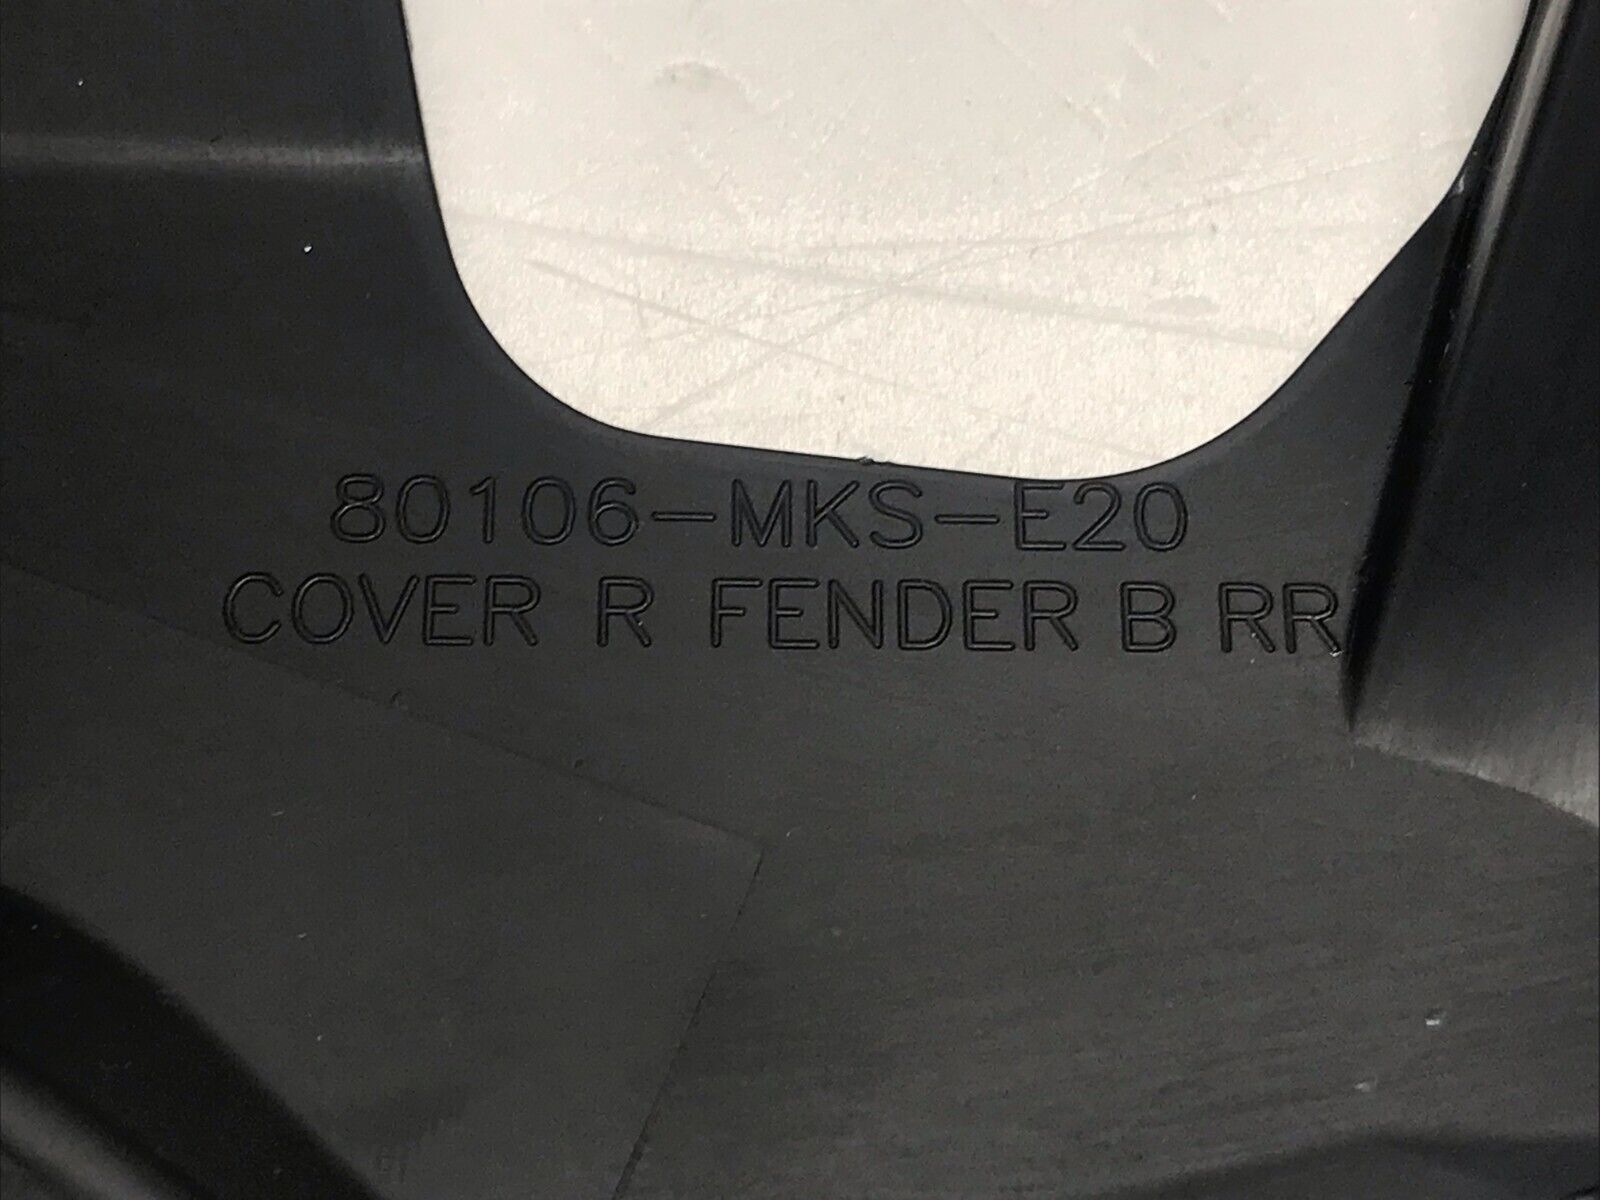 80106-MKS-E20
COVER R FENDER B RR